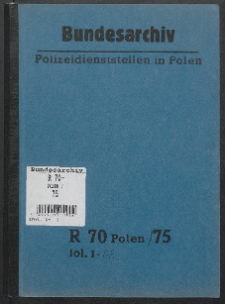 Bundesarchiv
Polizeidienststellen in Polen
Bundesarchiv
R 70-
POLEN /
75
R 70 Polen/75
fol. 1-